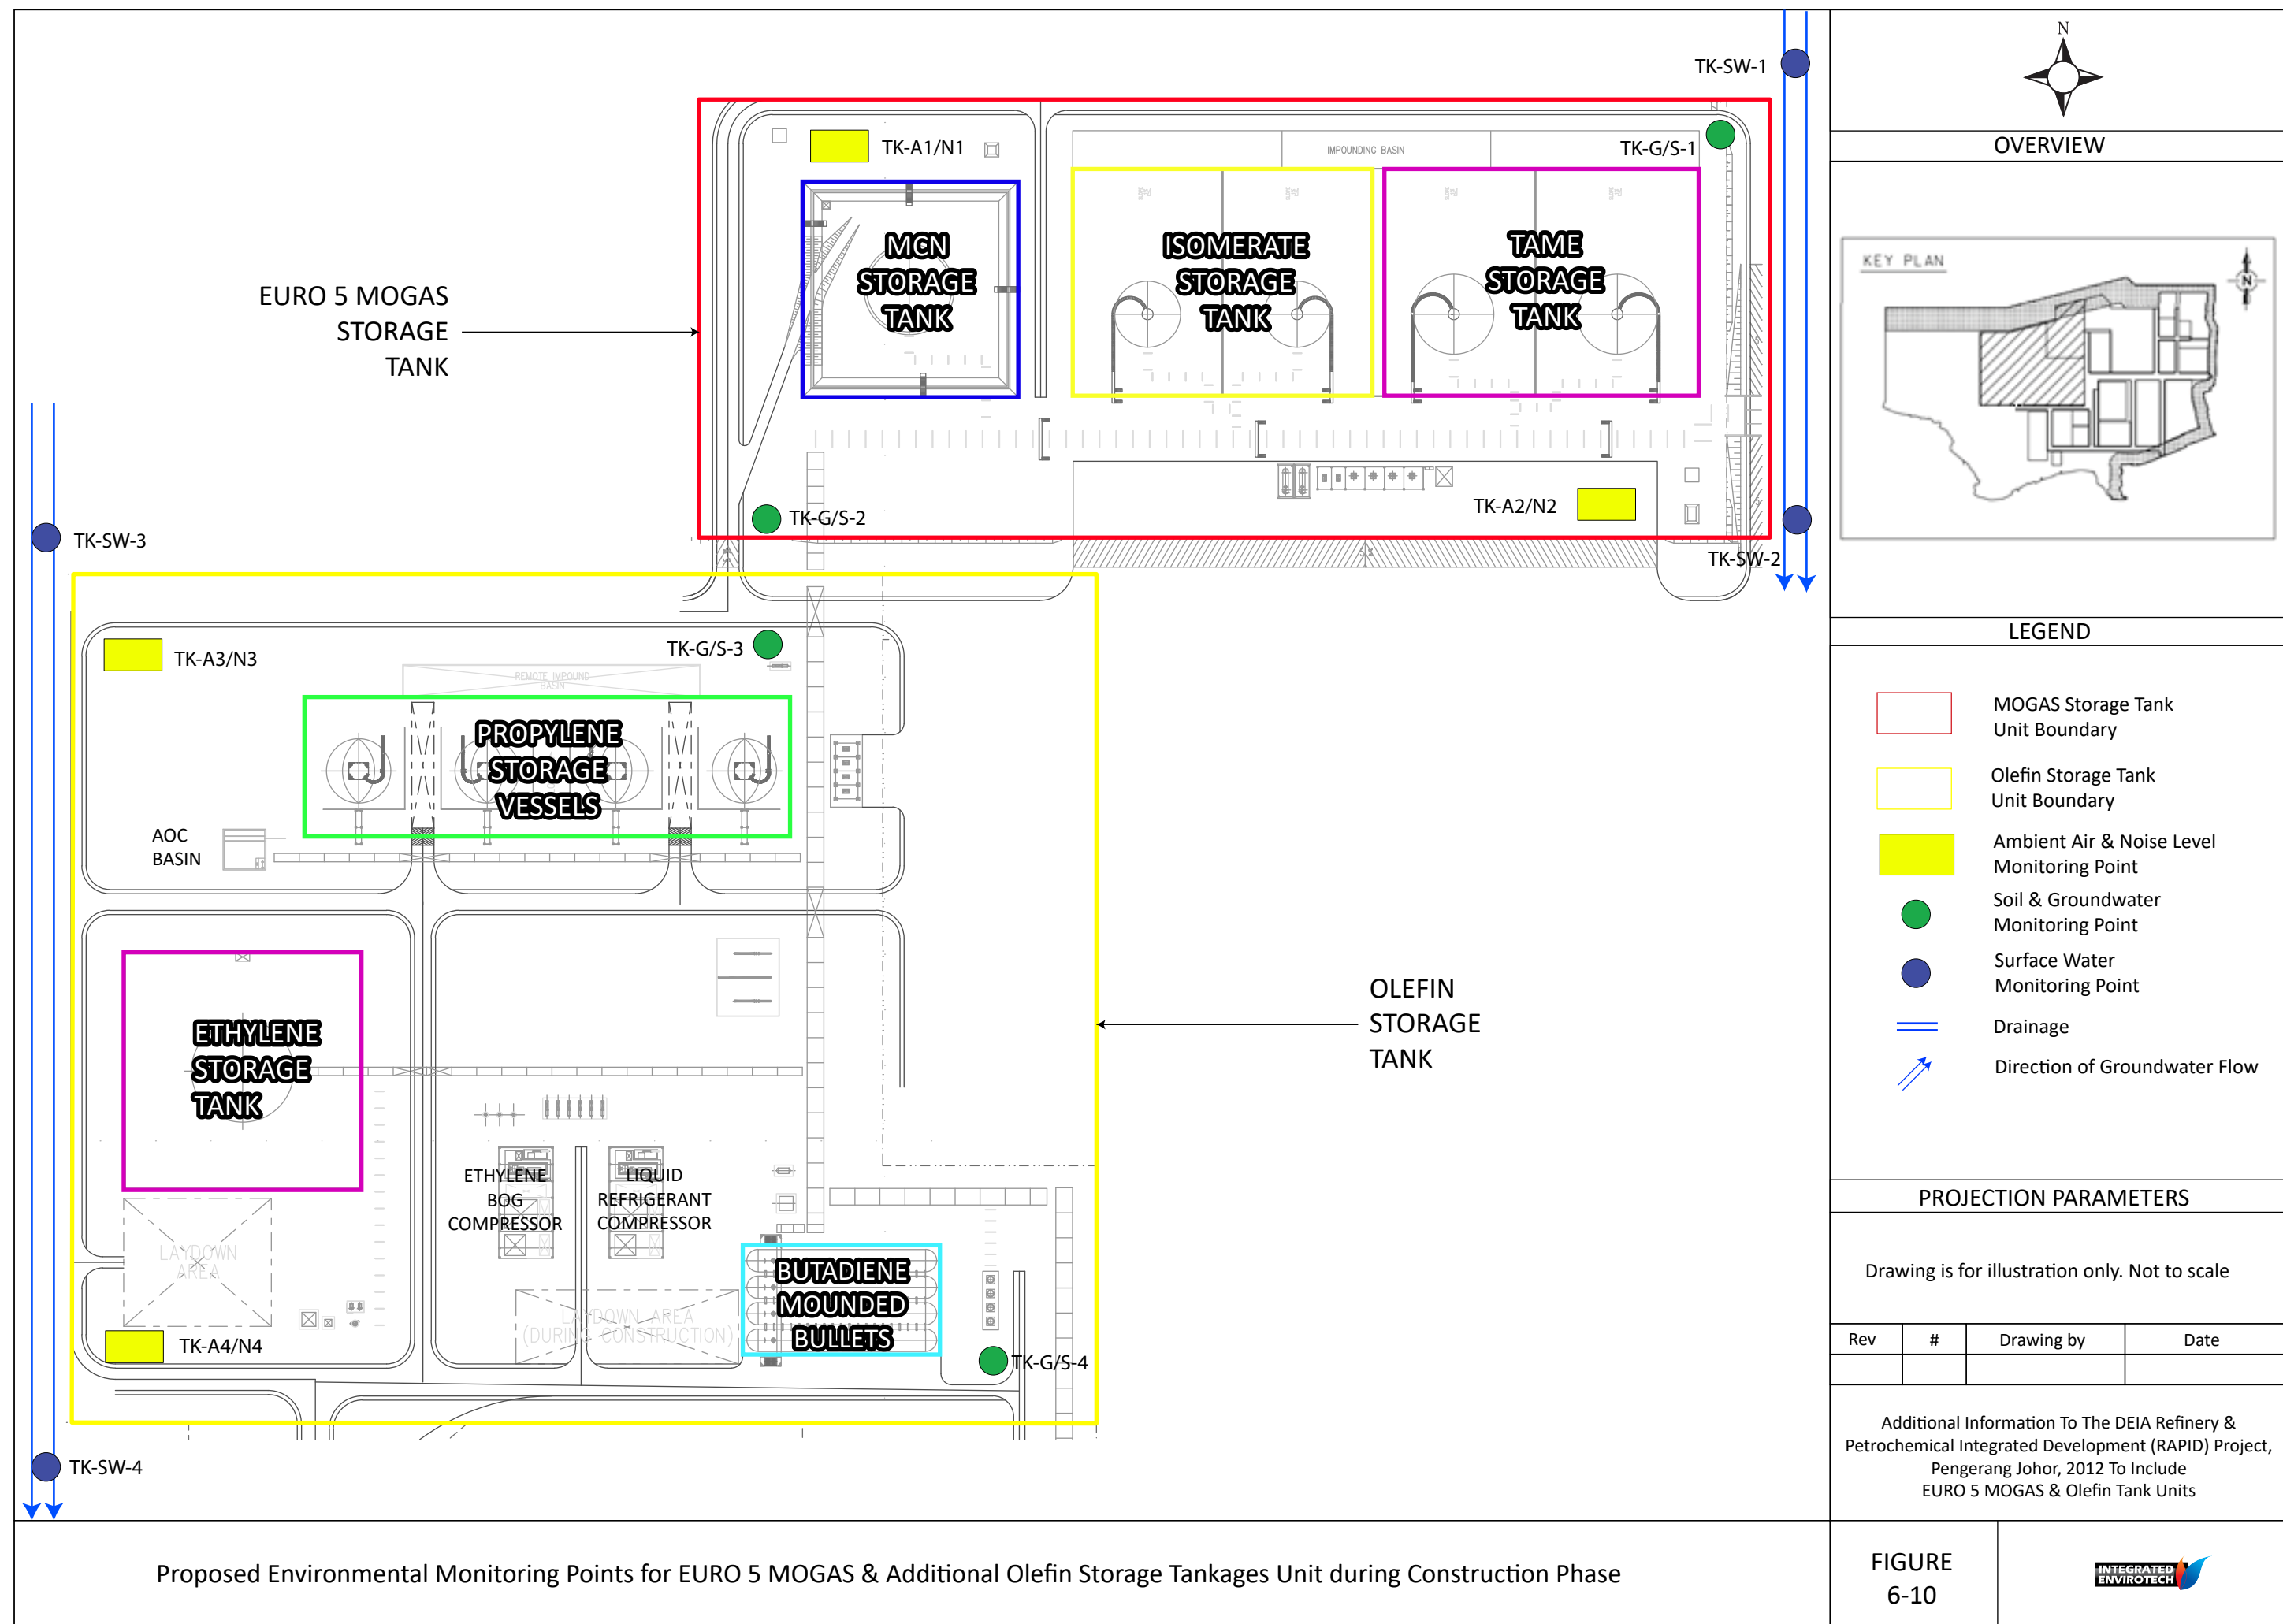 TK-SW-1
TK-A1/N1
IMPOUNDING BASIN
TK-G/S-1
MCN
STORAGE
TANK
ISOMERATE
STORAGE
TANK
TAME
STORAGE
TANK
EURO 5 MOGAS
STORAGE
TANK
TK-G/S-2
TK-A2/N2
TK-SW-2
TK-SW-3
TK-A3/N3
TK-G/S-3
REMOTE IMPOUND
BASIN
PROPYLENE
STORAGE
VESSELS
AOC
BASIN
ETHYLENE
STORAGE
TANK
OLEFIN
STORAGE
TANK
ETHYLENE
BOG
COMPRESSOR
LIQUID
REFRIGERANT
COMPRESSOR
LAYDOWN
AREA
LAYDOWN AREA
(DURING CONSTRUCTION)
BUTADIENE
MOUNDED
BULLETS
TK-A4/N4
TK-G/S-4
TK-SW-4
N
OVERVIEW
KEY PLAN
N
LEGEND
MOGAS Storage Tank
Unit Boundary
Olefin Storage Tank
Unit Boundary
Ambient Air & Noise Level
Monitoring Point
Soil & Groundwater
Monitoring Point
Surface Water
Monitoring Point
Drainage
Direction of Groundwater Flow
PROJECTION PARAMETERS
Drawing is for illustration only. Not to scale
Rev # Drawing by Date
Additional Information To The DEIA Refinery &
Petrochemical Integrated Development (RAPID) Project,
Pengerang Johor, 2012 To Include
EURO 5 MOGAS & Olefin Tank Units
Proposed Environmental Monitoring Points for EURO 5 MOGAS & Additional Olefin Storage Tankages Unit during Construction Phase
FIGURE
6-10
INTEGRATED
ENVIROTECH